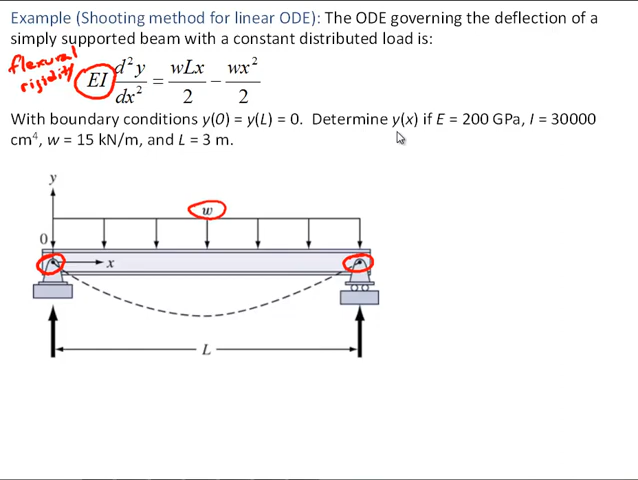 Example (Shooting method for linear ODE): The ODE governing the deflection of a
simply supported beam with a constant distributed load is:
flexural
rigidity
EI d²y/dx² = wLx/2 − wx²/2
With boundary conditions y(0) = y(L) = 0. Determine y(x) if E = 200 GPa, I = 30000
cm⁴, w = 15 kN/m, and L = 3 m.
y
w
0
x
L